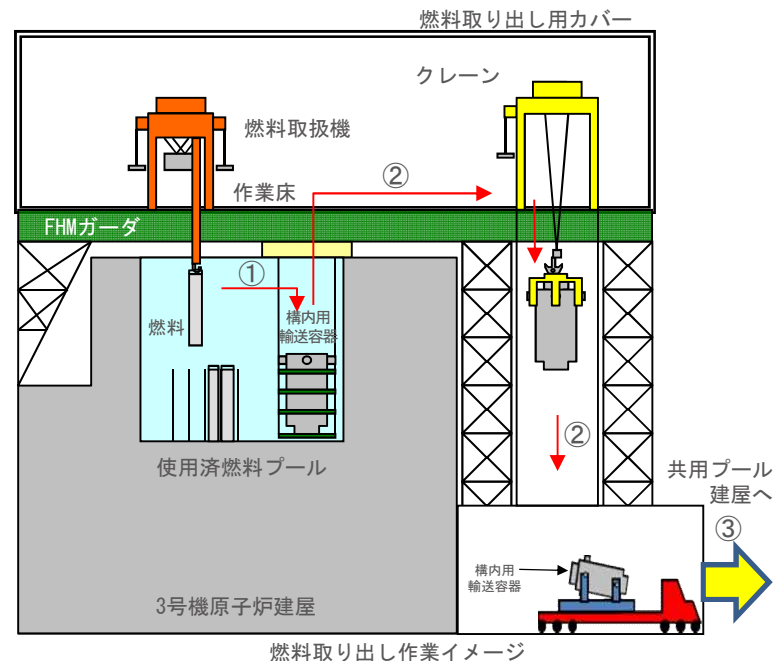 燃料取り出し用カバー
クレーン
燃料取扱機
②
作業床
FHMガーダ
①
燃料
構内用
輸送容器
②
使用済燃料プール
共用プール
建屋へ
③
構内用
輸送容器
3号機原子炉建屋
燃料取り出し作業イメージ